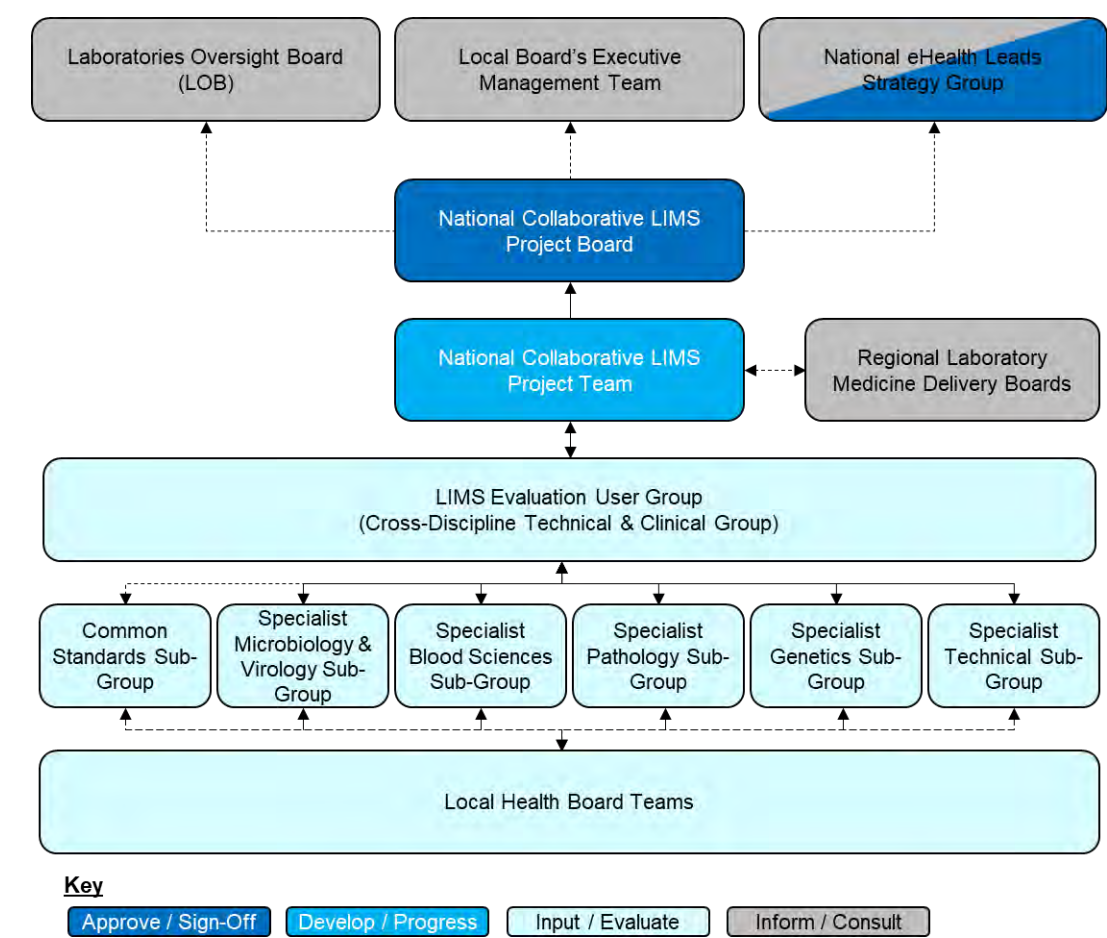 Laboratories Oversight Board
(LOB)
Local Board's Executive
Management Team
National eHealth Leads
Strategy Group
National Collaborative LIMS
Project Board
National Collaborative LIMS
Project Team
Regional Laboratory
Medicine Delivery Boards
LIMS Evaluation User Group
(Cross-Discipline Technical & Clinical Group)
Common
Standards Sub-
Group
Specialist
Microbiology &
Virology Sub-
Group
Specialist
Blood Sciences
Sub-Group
Specialist
Pathology Sub-
Group
Specialist
Genetics Sub-
Group
Specialist
Technical Sub-
Group
Local Health Board Teams
Key
Approve / Sign-Off
Develop / Progress
Input / Evaluate
Inform / Consult